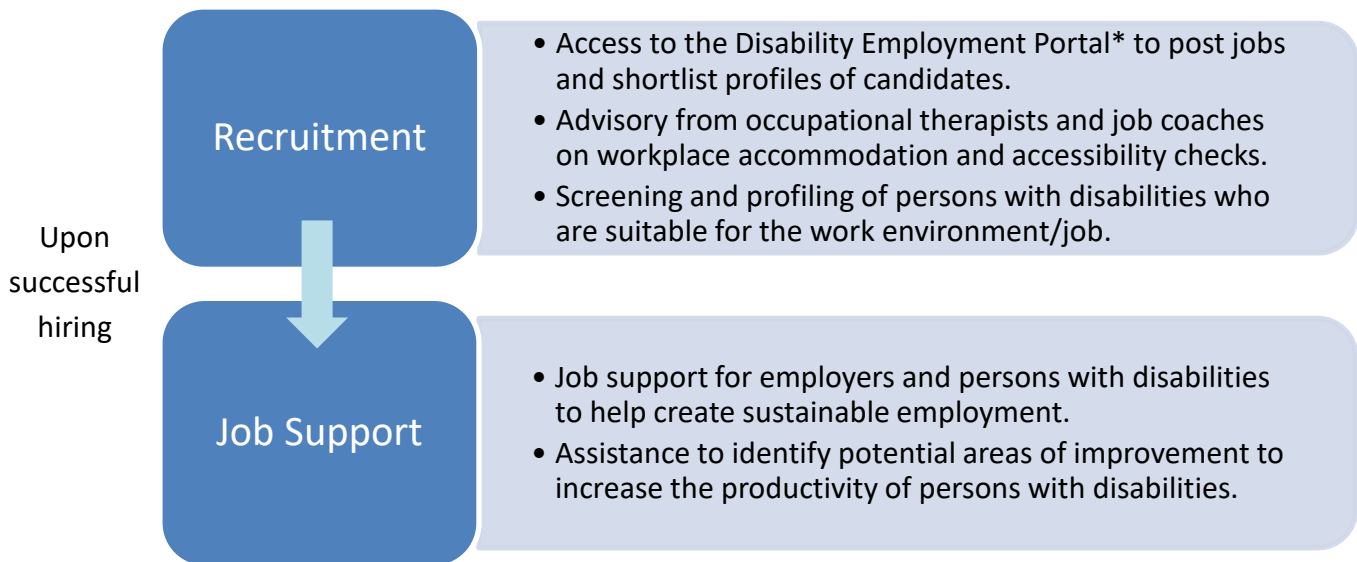 Recruitment
• Access to the Disability Employment Portal* to post jobs
and shortlist profiles of candidates.
• Advisory from occupational therapists and job coaches
on workplace accommodation and accessibility checks.
• Screening and profiling of persons with disabilities who
are suitable for the work environment/job.
Upon
successful
hiring
Job Support
• Job support for employers and persons with disabilities
to help create sustainable employment.
• Assistance to identify potential areas of improvement to
increase the productivity of persons with disabilities.